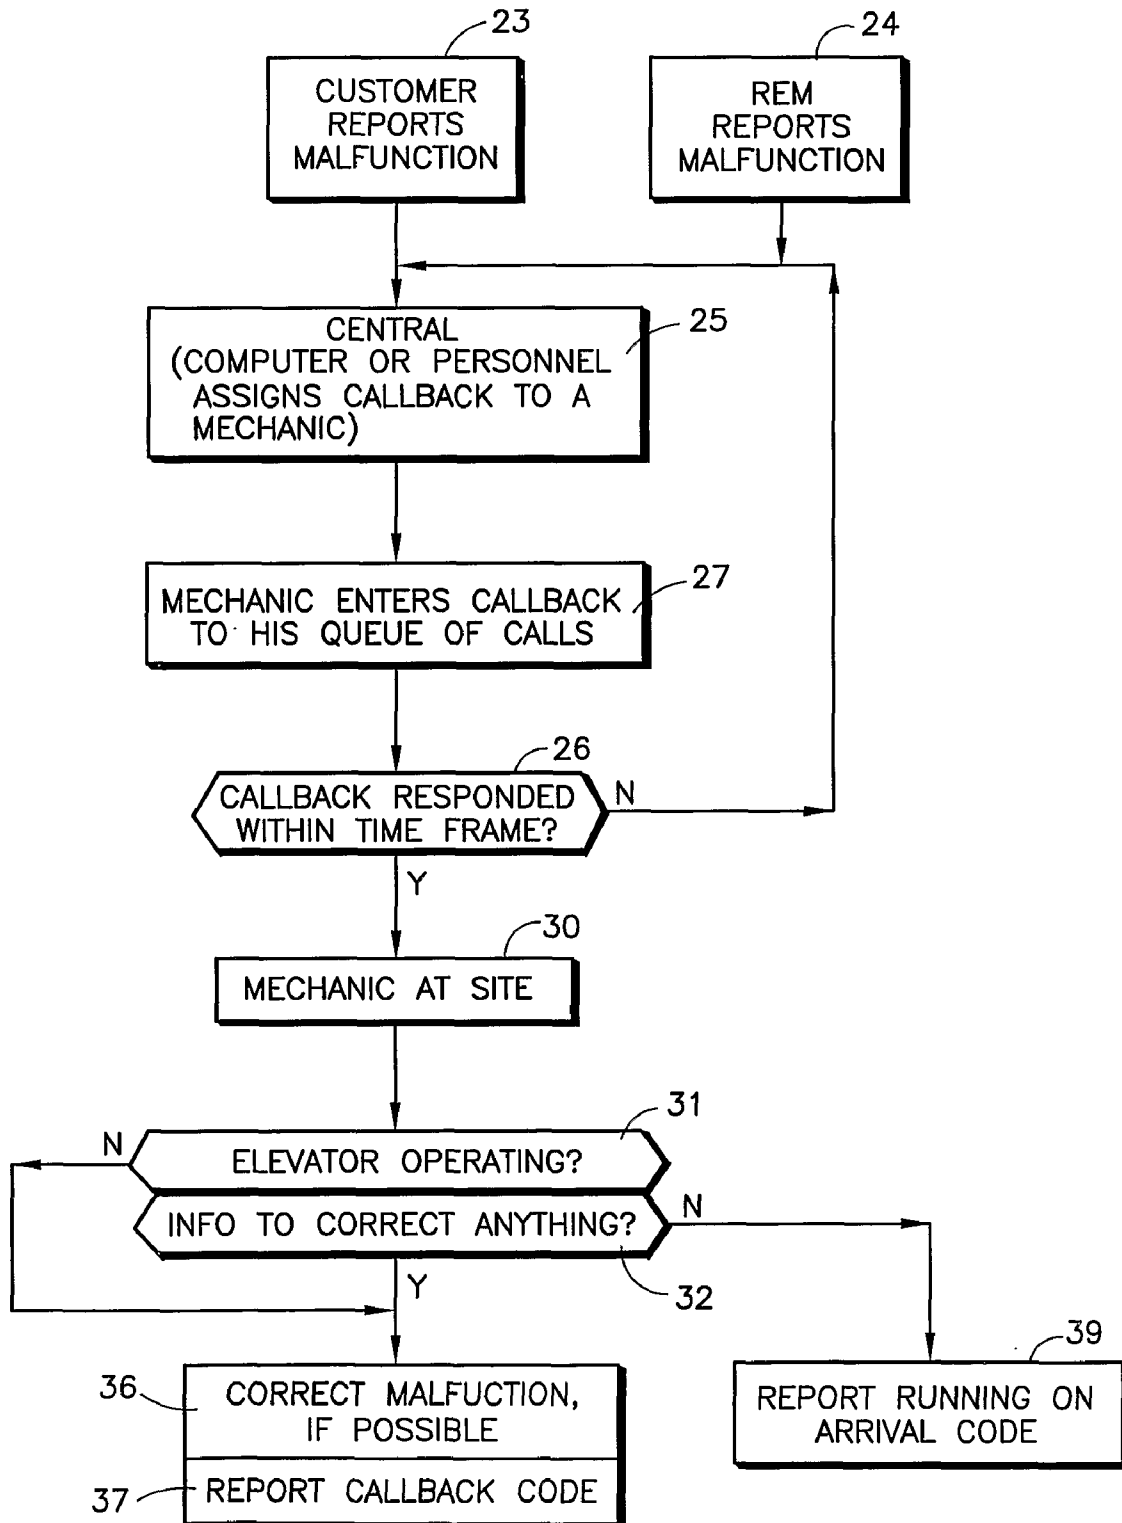 23
CUSTOMER
REPORTS
MALFUNCTION
24
REM
REPORTS
MALFUNCTION
25
CENTRAL
(COMPUTER OR PERSONNEL
ASSIGNS CALLBACK TO A
MECHANIC)
27
MECHANIC ENTERS CALLBACK
TO HIS QUEUE OF CALLS
26
CALLBACK RESPONDED
WITHIN TIME FRAME?
N
Y
30
MECHANIC AT SITE
31
N
ELEVATOR OPERATING?
INFO TO CORRECT ANYTHING?
N
Y
32
36
CORRECT MALFUCTION,
IF POSSIBLE
37
REPORT CALLBACK CODE
39
REPORT RUNNING ON
ARRIVAL CODE